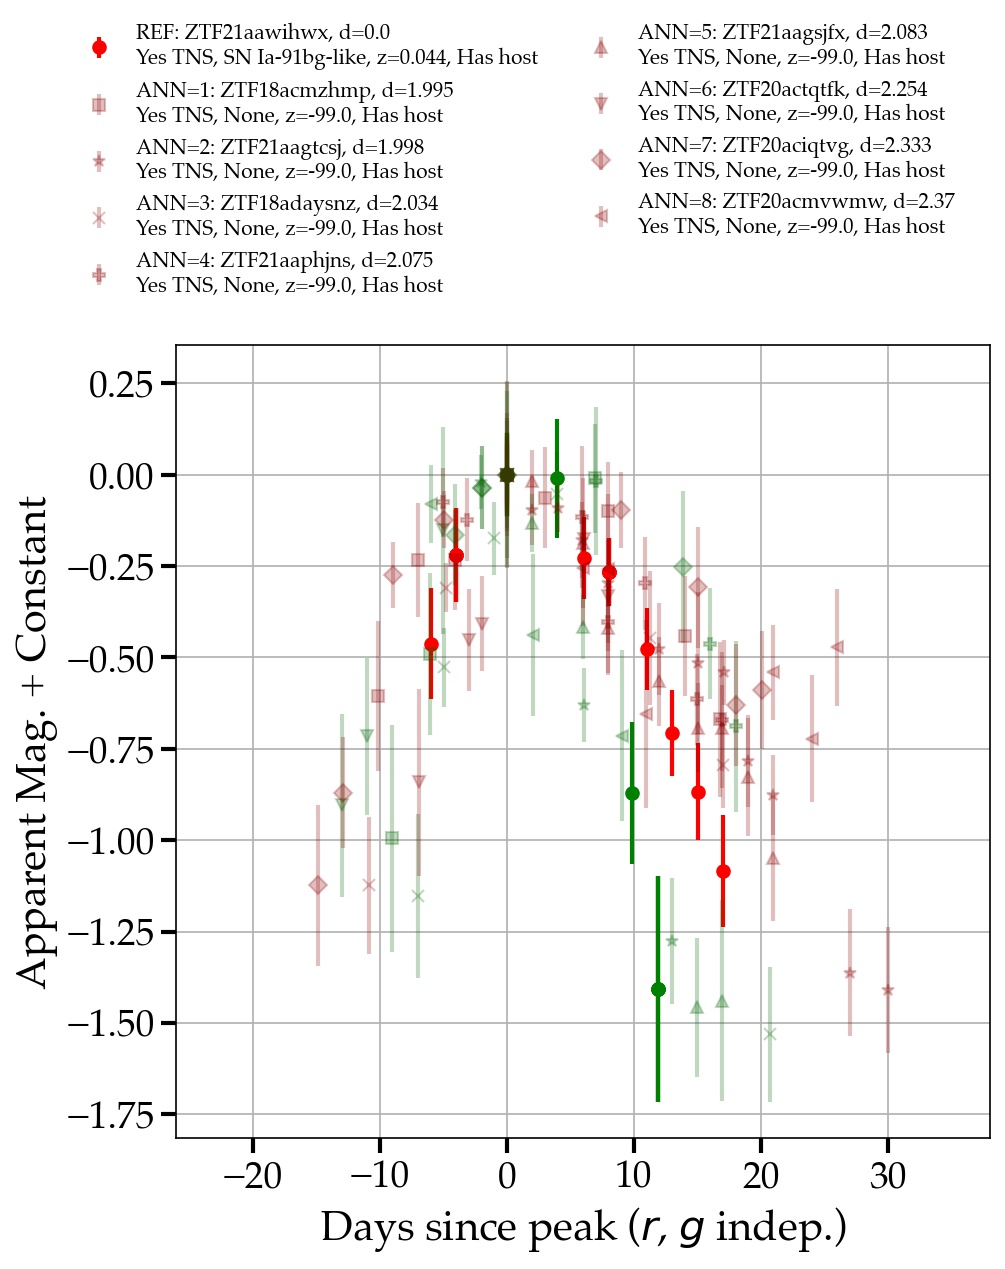 REF: ZTF21aawihwx, d=0.0
Yes TNS, SN Ia-91bg-like, z=0.044, Has host
ANN=1: ZTF18acmzhmp, d=1.995
Yes TNS, None, z=-99.0, Has host
ANN=2: ZTF21aagtcsj, d=1.998
Yes TNS, None, z=-99.0, Has host
ANN=3: ZTF18adaysnz, d=2.034
Yes TNS, None, z=-99.0, Has host
ANN=4: ZTF21aaphjns, d=2.075
Yes TNS, None, z=-99.0, Has host
ANN=5: ZTF21aagsjfx, d=2.083
Yes TNS, None, z=-99.0, Has host
ANN=6: ZTF20actqtfk, d=2.254
Yes TNS, None, z=-99.0, Has host
ANN=7: ZTF20aciqtvg, d=2.333
Yes TNS, None, z=-99.0, Has host
ANN=8: ZTF20acmvwmw, d=2.37
Yes TNS, None, z=-99.0, Has host
Apparent Mag. + Constant
0.25
0.00
−0.25
−0.50
−0.75
−1.00
−1.25
−1.50
−1.75
−20 −10 0 10 20 30
Days since peak (r, g indep.)